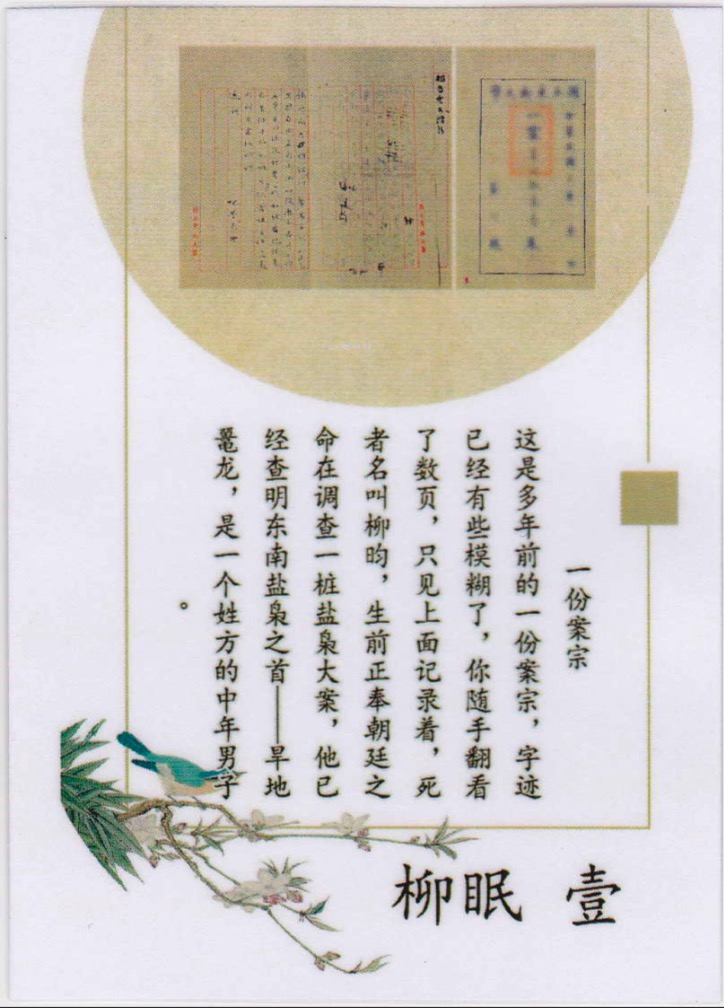 一份案宗
这是多年前的一份案宗，字迹
已经有些模糊了，你随手翻看
了数页，只见上面记录着，死
者名叫柳昀，生前正奉朝廷之
命在调查一桩盐枭大案，他已
经查明东南盐枭之首——旱地
鼍龙，是一个姓方的中年男子
。
柳眠 壹